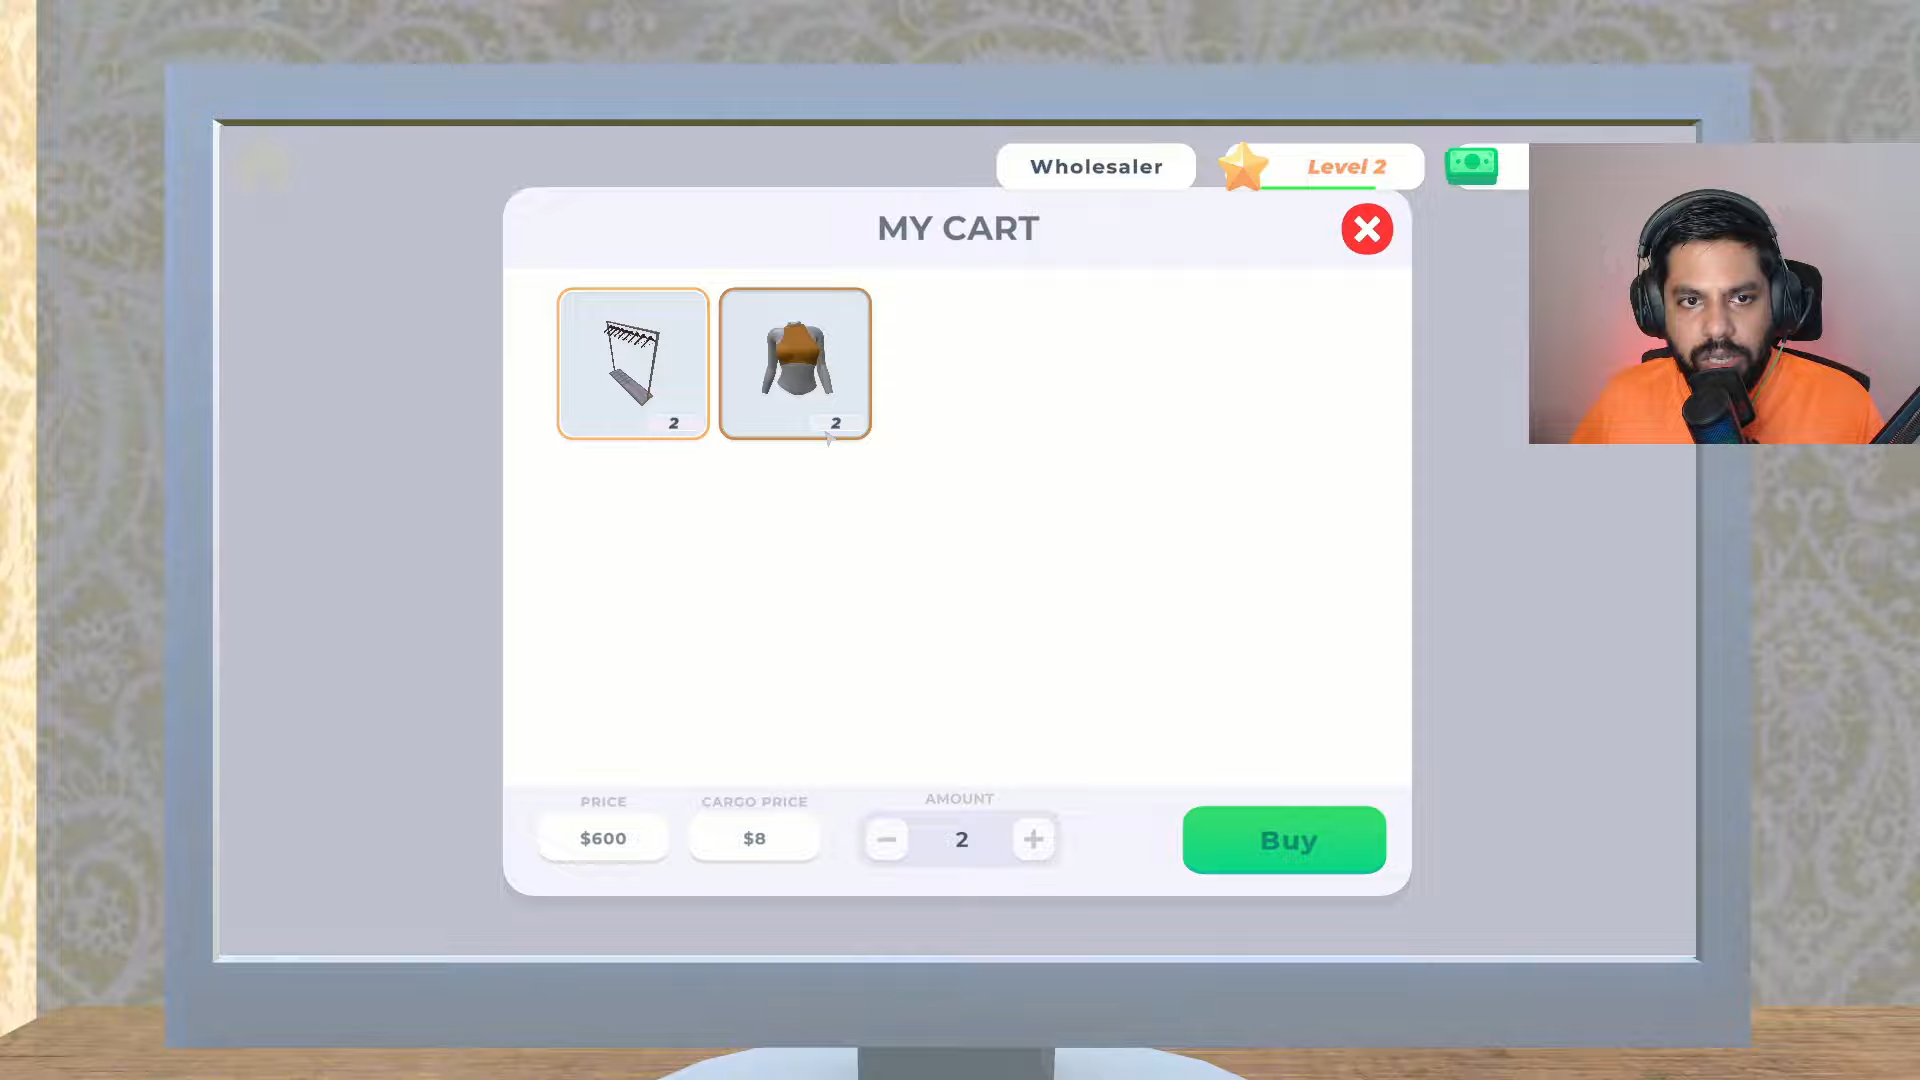 Wholesaler
Level 2
MY CART
2
2
PRICE
CARGO PRICE
AMOUNT
$600
$8
2
Buy